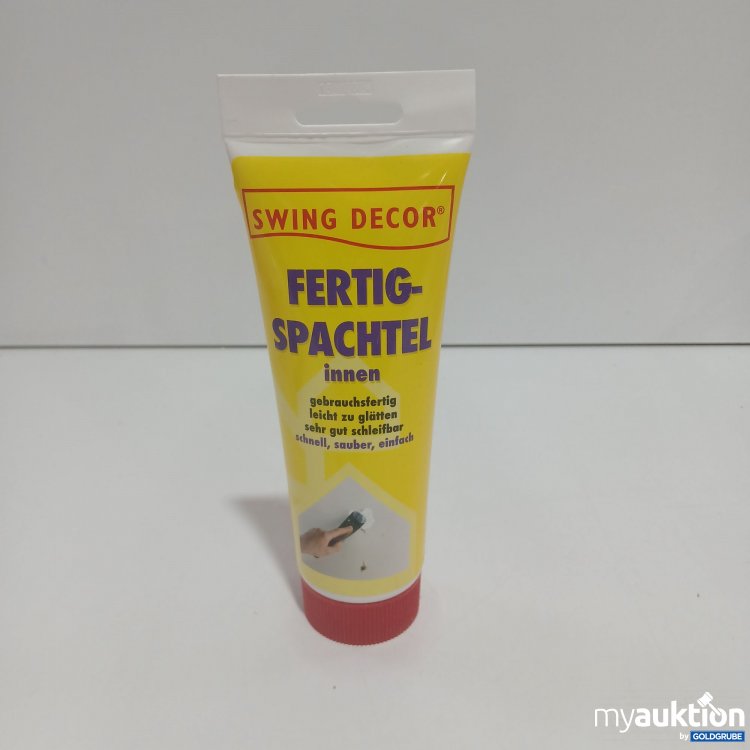 SWING DECOR®
FERTIG-
SPACHTEL
innen
gebrauchsfertig
leicht zu glätten
sehr gut schleifbar
schnell, sauber, einfach
myauktion
by GOLDGRUBE